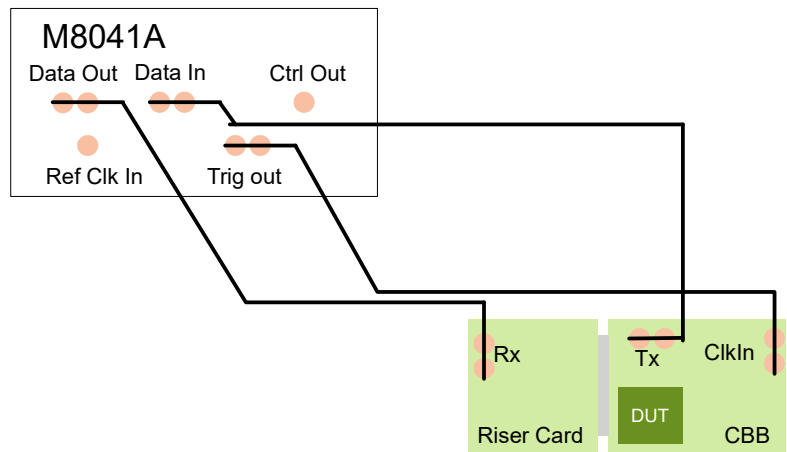 M8041A
Data Out
Data In
Ctrl Out
Ref Clk In
Trig out
Rx
Tx
ClkIn
DUT
Riser Card
CBB